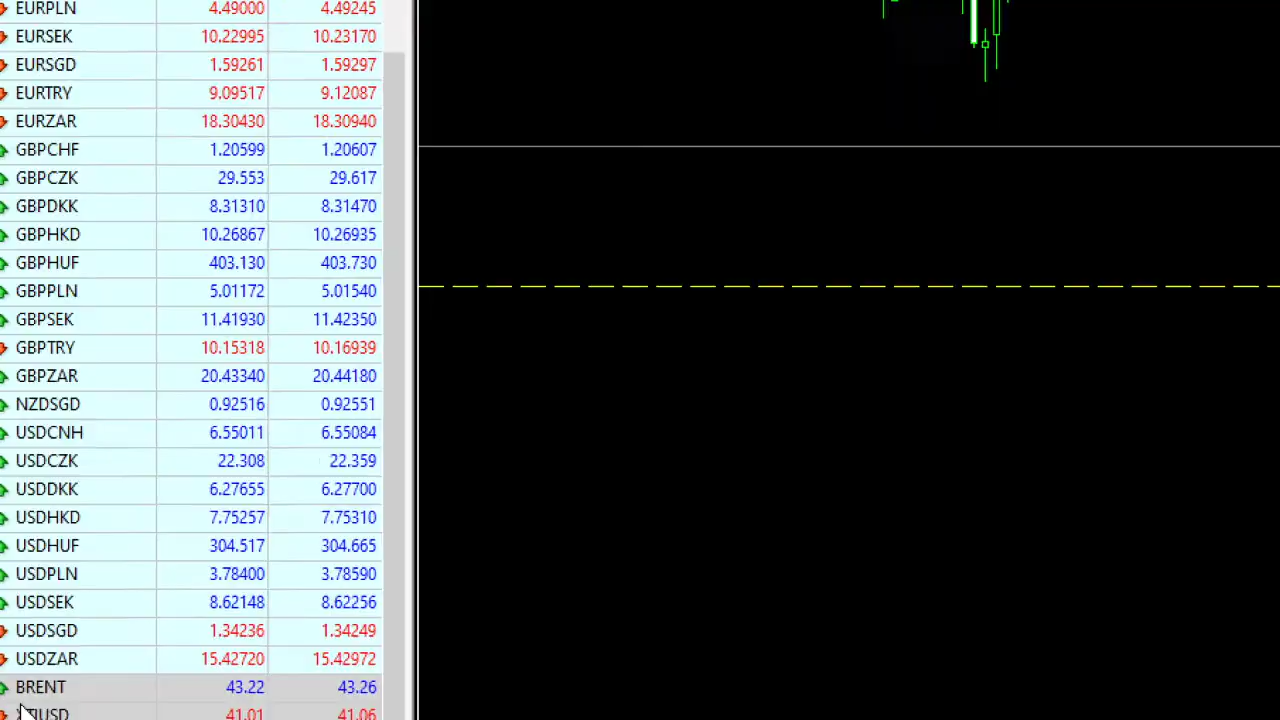 EURPLN 4.49000 4.49245
EURSEK 10.22995 10.23170
EURSGD 1.59261 1.59297
EURTRY 9.09517 9.12087
EURZAR 18.30430 18.30940
GBPCHF 1.20599 1.20607
GBPCZK 29.553 29.617
GBPDKK 8.31310 8.31470
GBPHKD 10.26867 10.26935
GBPHUF 403.130 403.730
GBPPLN 5.01172 5.01540
GBPSEK 11.41930 11.42350
GBPTRY 10.15318 10.16939
GBPZAR 20.43340 20.44180
NZDSGD 0.92516 0.92551
USDCNH 6.55011 6.55084
USDCZK 22.308 22.359
USDDKK 6.27655 6.27700
USDHKD 7.75257 7.75310
USDHUF 304.517 304.665
USDPLN 3.78400 3.78590
USDSEK 8.62148 8.62256
USDSGD 1.34236 1.34249
USDZAR 15.42720 15.42972
BRENT 43.22 43.26
41.01 41.06